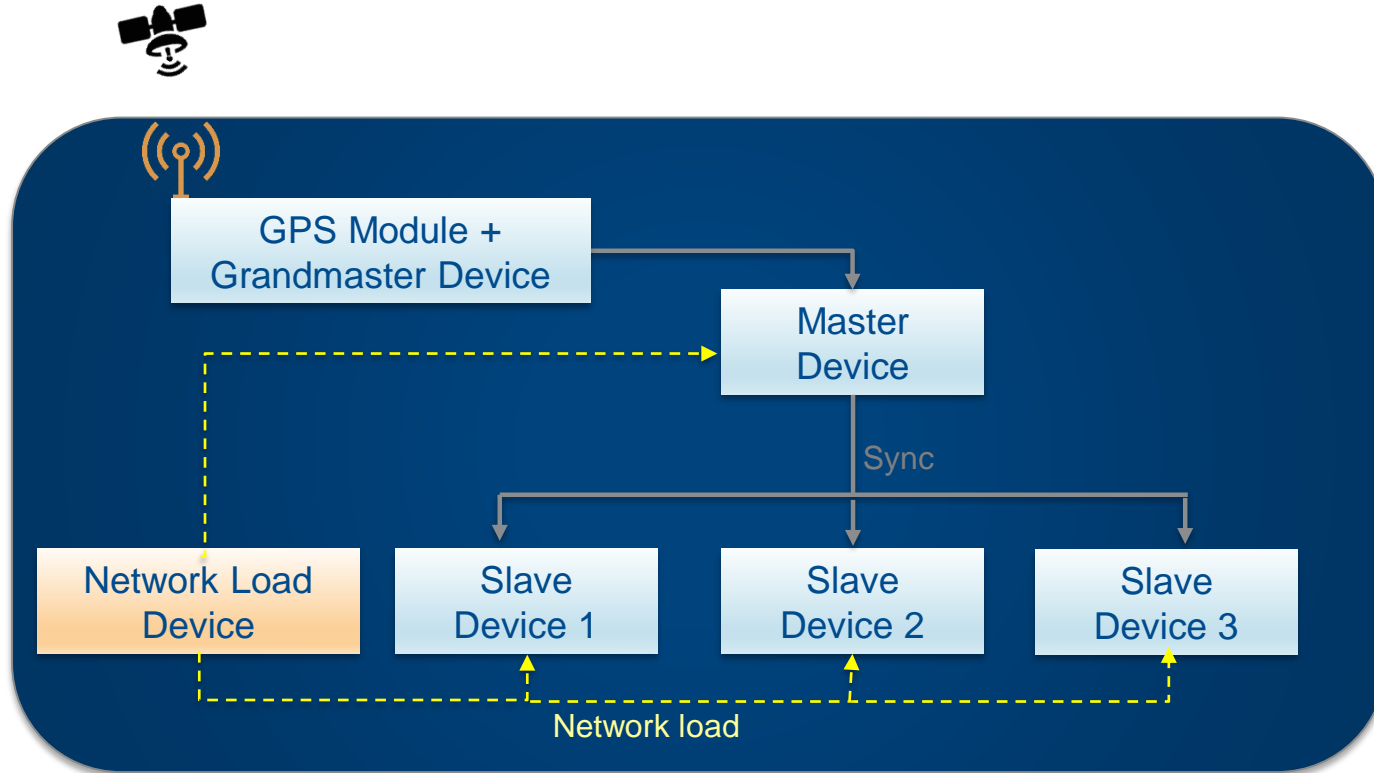 GPS Module +
Grandmaster Device
Master
Device
Sync
Network Load
Device
Slave
Device 1
Slave
Device 2
Slave
Device 3
Network load